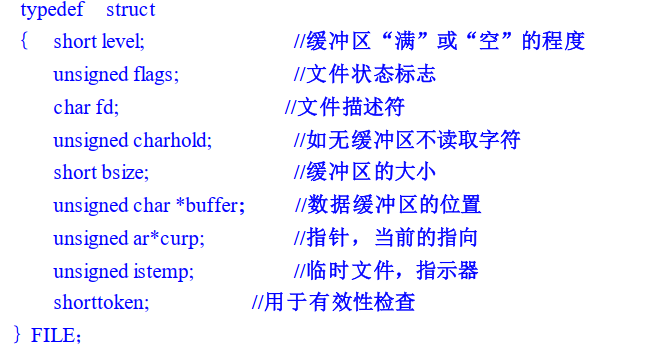 typedef struct
{ short level; //缓冲区“满”或“空”的程度
unsigned flags; //文件状态标志
char fd; //文件描述符
unsigned charhold; //如无缓冲区不读取字符
short bsize; //缓冲区的大小
unsigned char *buffer; //数据缓冲区的位置
unsigned ar*curp; //指针，当前的指向
unsigned istemp; //临时文件，指示器
shorttoken; //用于有效性检查
} FILE;